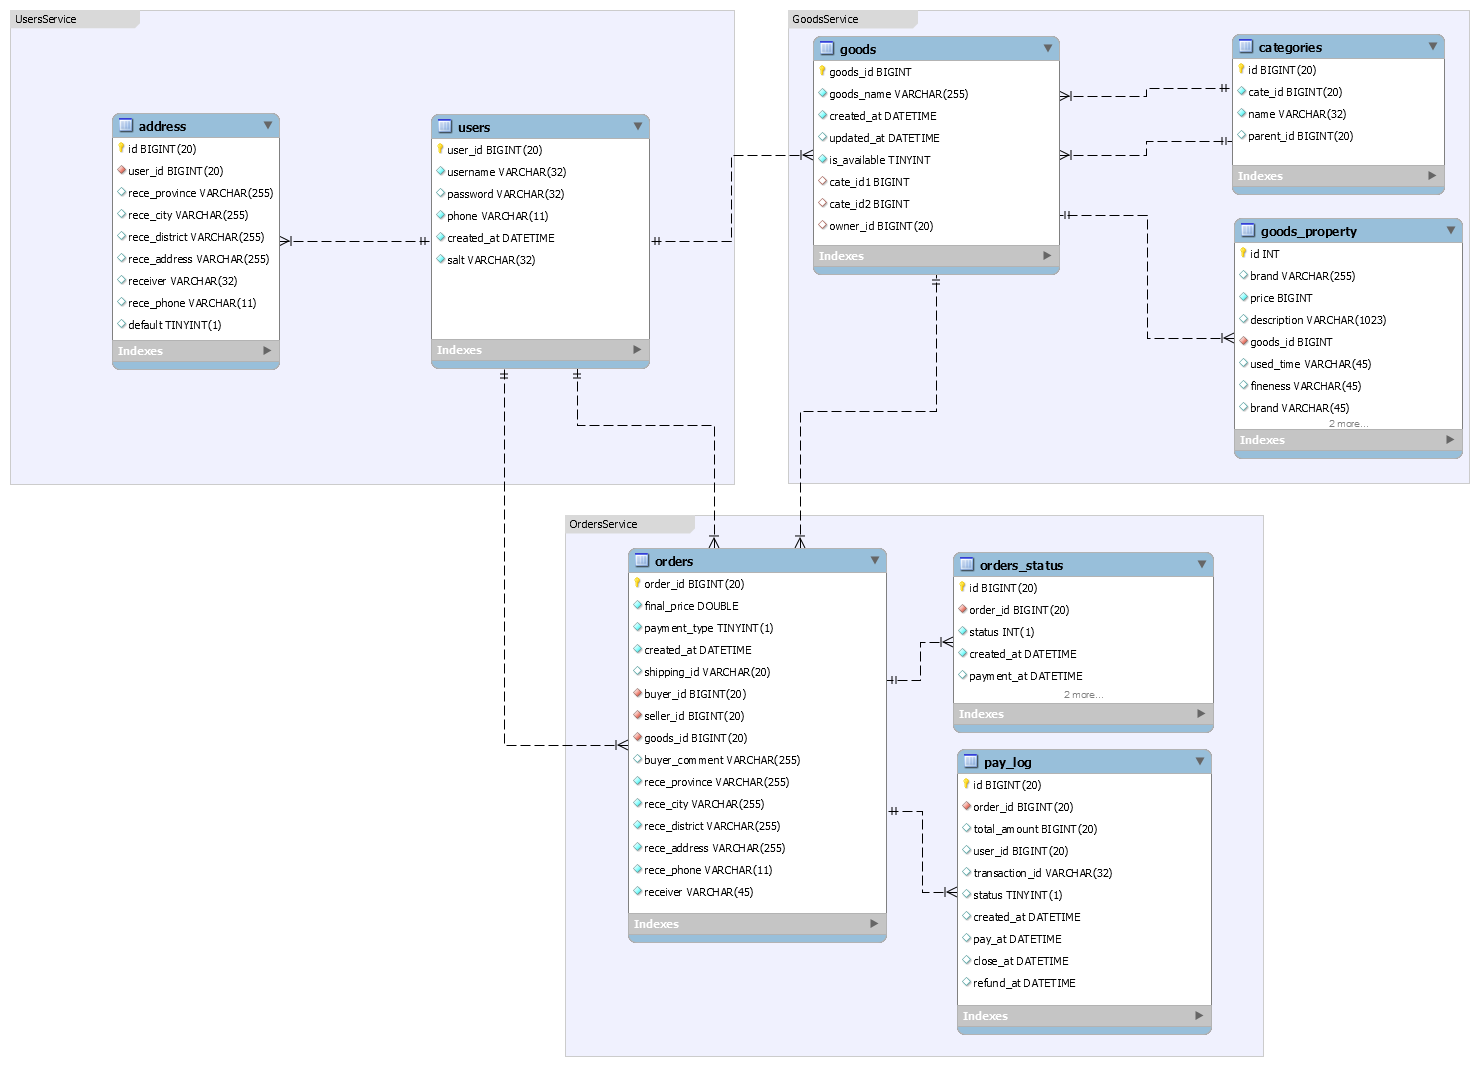 UsersService
address
id BIGINT(20)
user_id BIGINT(20)
rece_province VARCHAR(255)
rece_city VARCHAR(255)
rece_district VARCHAR(255)
rece_address VARCHAR(255)
receiver VARCHAR(32)
rece_phone VARCHAR(11)
default TINYINT(1)
Indexes
users
user_id BIGINT(20)
username VARCHAR(32)
password VARCHAR(32)
phone VARCHAR(11)
created_at DATETIME
salt VARCHAR(32)
Indexes
GoodsService
goods
goods_id BIGINT
goods_name VARCHAR(255)
created_at DATETIME
updated_at DATETIME
is_available TINYINT
cate_id1 BIGINT
cate_id2 BIGINT
owner_id BIGINT(20)
Indexes
categories
id BIGINT(20)
cate_id BIGINT(20)
name VARCHAR(32)
parent_id BIGINT(20)
Indexes
goods_property
id INT
brand VARCHAR(255)
price BIGINT
description VARCHAR(1023)
goods_id BIGINT
used_time VARCHAR(45)
fineness VARCHAR(45)
brand VARCHAR(45)
2 more...
Indexes
OrdersService
orders
order_id BIGINT(20)
final_price DOUBLE
payment_type TINYINT(1)
created_at DATETIME
shipping_id VARCHAR(20)
buyer_id BIGINT(20)
seller_id BIGINT(20)
goods_id BIGINT(20)
buyer_comment VARCHAR(255)
rece_province VARCHAR(255)
rece_city VARCHAR(255)
rece_district VARCHAR(255)
rece_address VARCHAR(255)
rece_phone VARCHAR(11)
receiver VARCHAR(45)
Indexes
orders_status
id BIGINT(20)
order_id BIGINT(20)
status INT(1)
created_at DATETIME
payment_at DATETIME
2 more...
Indexes
pay_log
id BIGINT(20)
order_id BIGINT(20)
total_amount BIGINT(20)
user_id BIGINT(20)
transaction_id VARCHAR(32)
status TINYINT(1)
created_at DATETIME
pay_at DATETIME
close_at DATETIME
refund_at DATETIME
Indexes